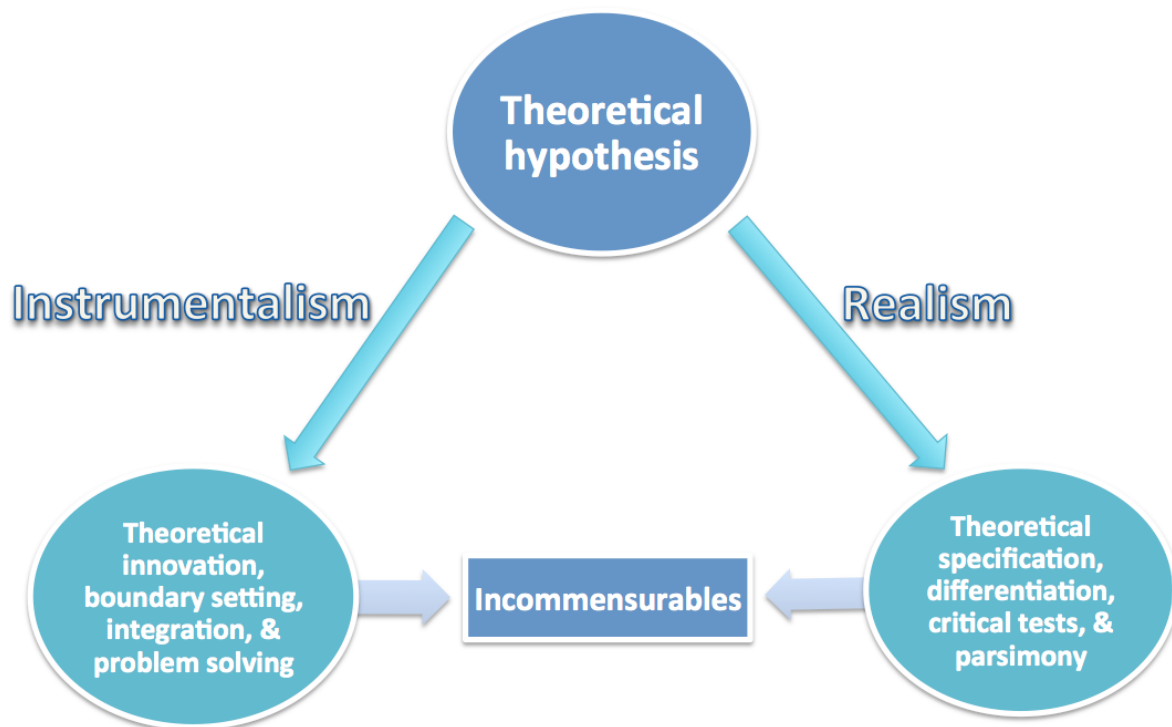 Theoretical
hypothesis
Instrumentalism
Realism
Theoretical
innovation,
boundary setting,
integration, &
problem solving
Incommensurables
Theoretical
specification,
differentiation,
critical tests, &
parsimony